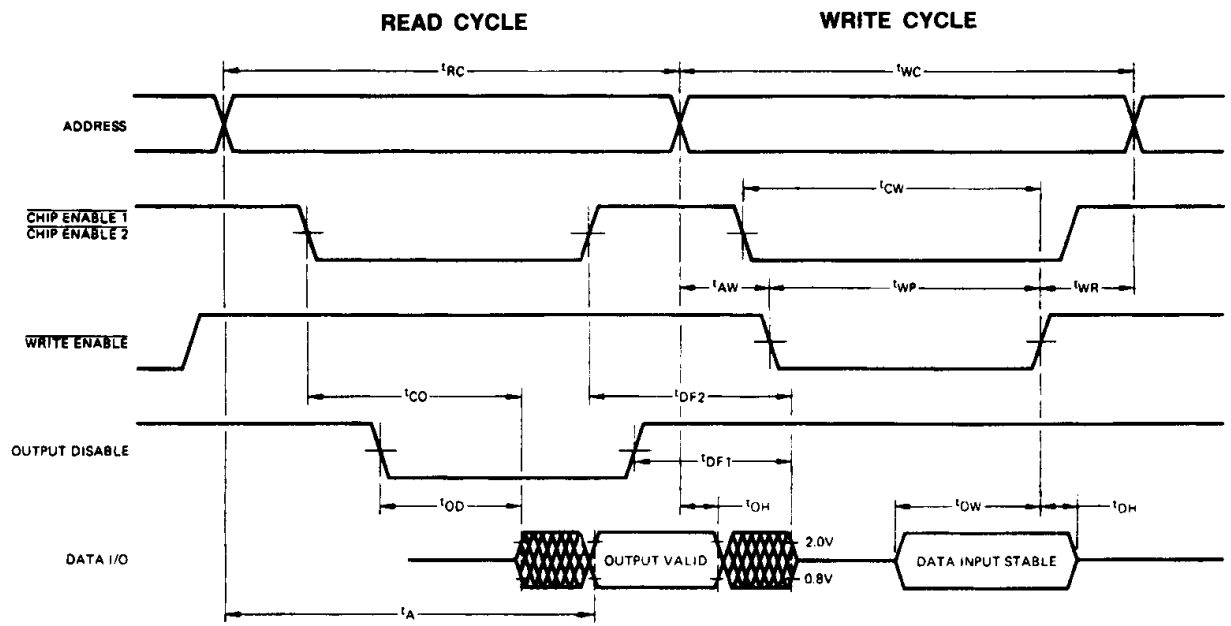 READ CYCLE
WRITE CYCLE
tRC
tWC
ADDRESS
tCW
CHIP ENABLE 1
CHIP ENABLE 2
tAW
tWP
tWR
WRITE ENABLE
tCO
tDF2
OUTPUT DISABLE
tDF1
tOD
tOH
tDW
tDH
DATA I/O
OUTPUT VALID
2.0V
0.8V
DATA INPUT STABLE
tA